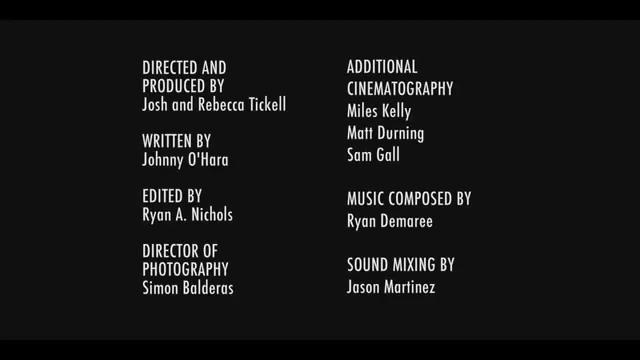 DIRECTED AND
PRODUCED BY
Josh and Rebecca Tickell
WRITTEN BY
Johnny O'Hara
EDITED BY
Ryan A. Nichols
DIRECTOR OF
PHOTOGRAPHY
Simon Balderas
ADDITIONAL
CINEMATOGRAPHY
Miles Kelly
Matt Durning
Sam Gall
MUSIC COMPOSED BY
Ryan Demaree
SOUND MIXING BY
Jason Martinez